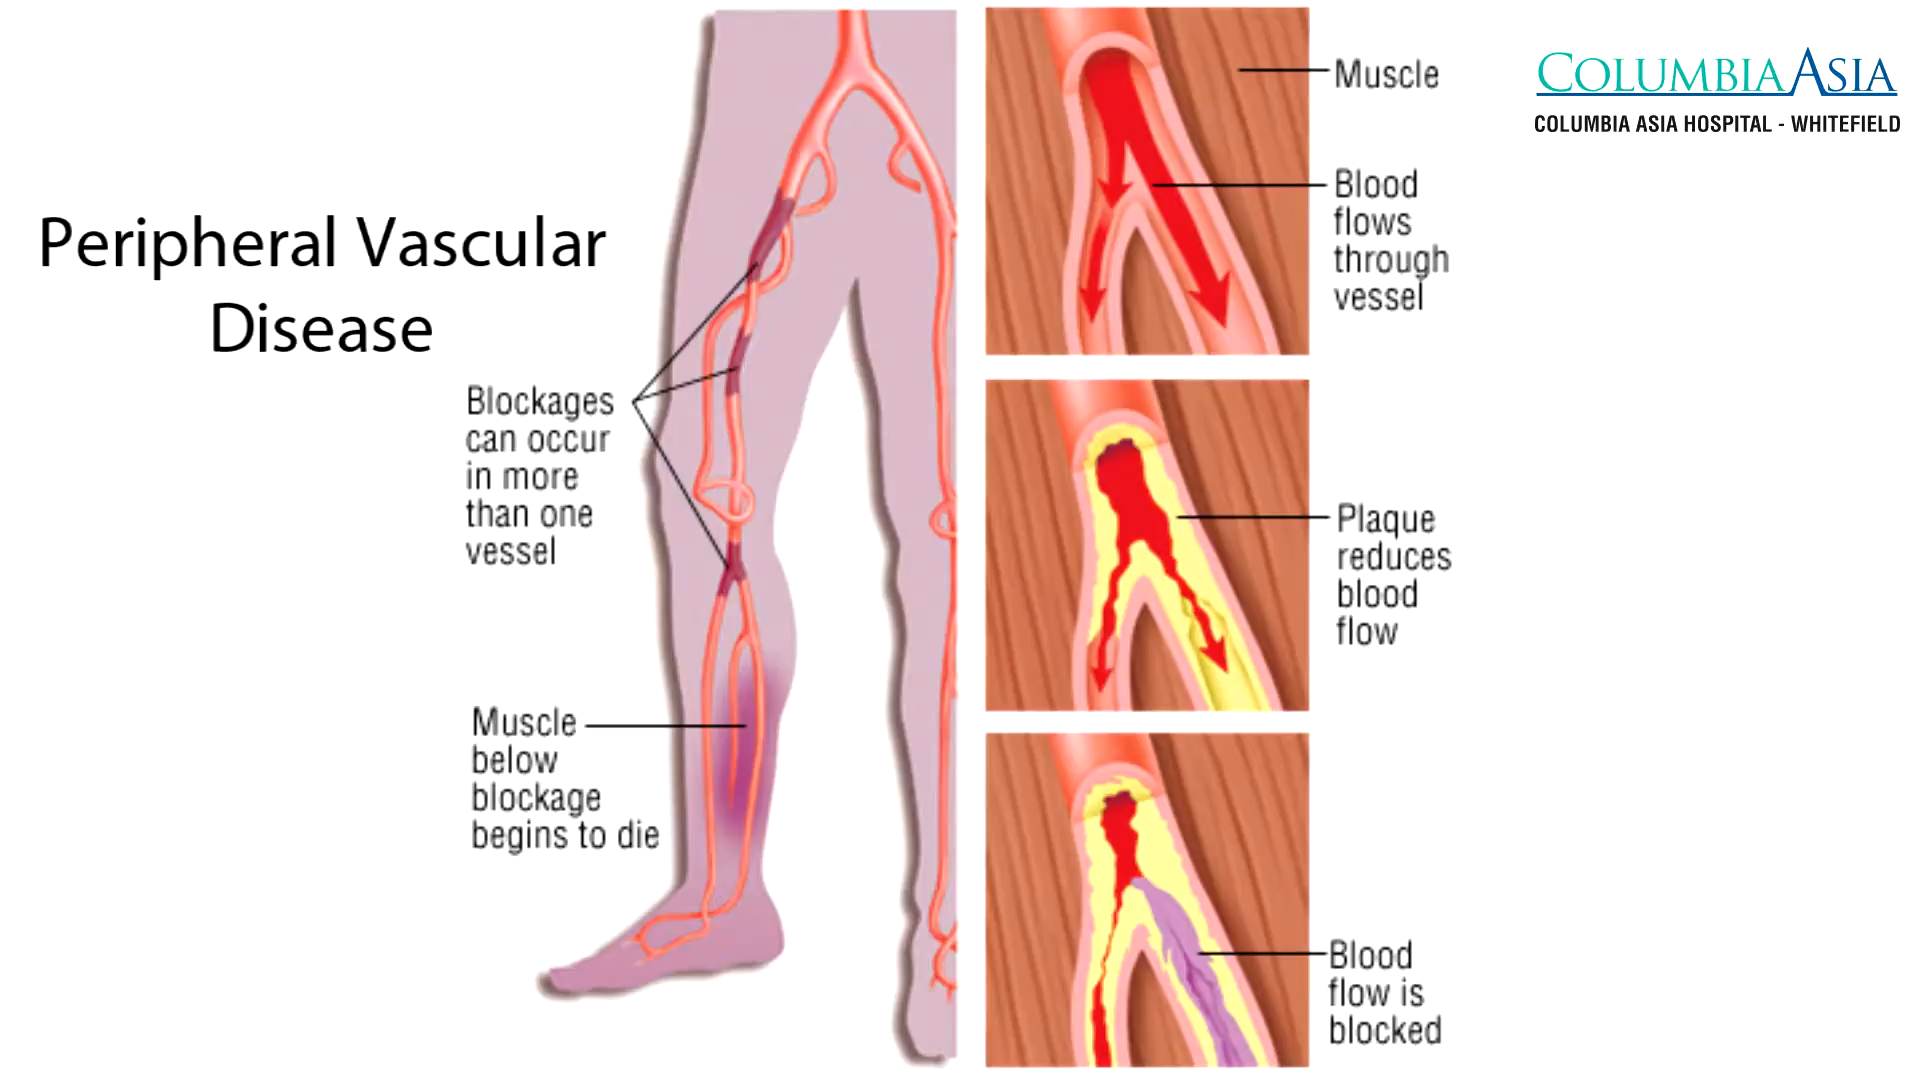 Peripheral Vascular
Disease
Blockages
can occur
in more
than one
vessel
Muscle
below
blockage
begins to die
Muscle
Blood
flows
through
vessel
Plaque
reduces
blood
flow
Blood
flow is
blocked
COLUMBIA ASIA
COLUMBIA ASIA HOSPITAL - WHITEFIELD